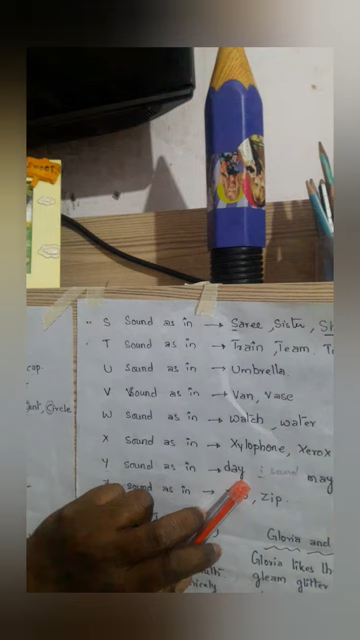 SWEET
.. S Sound as in → Saree, Sister, Sh
. T Sound as in → Train, Team
U Sound as in → Umbrella
V Sound as in → Van, Vase
W Sound as in → Watch, water
X Sound as in → Xylophone, Xerox
Y Sound as in → day i sound may
Sound as in → , Zip.
cap.
ant, Circle
Gloria and
Gloria likes th
gleam glitter